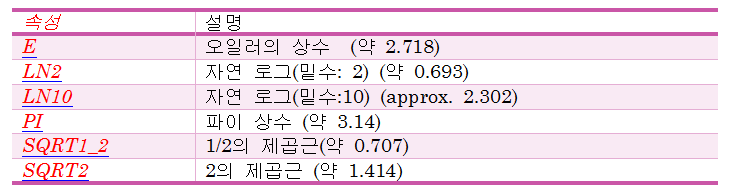 속성 설명
E 오일러의 상수 (약 2.718)
LN2 자연 로그(밑수: 2) (약 0.693)
LN10 자연 로그(밑수:10) (approx. 2.302)
PI 파이 상수 (약 3.14)
SQRT1_2 1/2의 제곱근(약 0.707)
SQRT2 2의 제곱근 (약 1.414)